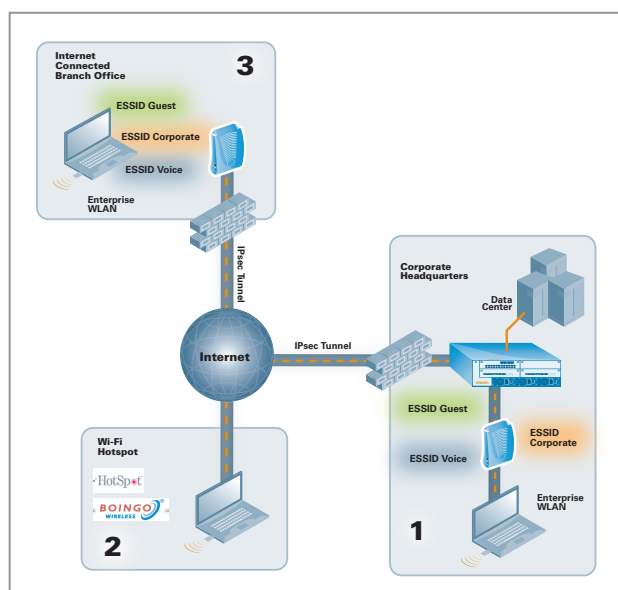 Internet
Connected
Branch Office
3
ESSID Guest
ESSID Corporate
ESSID Voice
Enterprise
WLAN
IPsec Tunnel
Internet
IPsec Tunnel
Corporate
Headquarters
Data
Center
ESSID Guest
ESSID Voice
ESSID
Corporate
Enterprise
WLAN
1
Wi-Fi
Hotspot
HotSpot
BOINGO®
WIRELESS
2